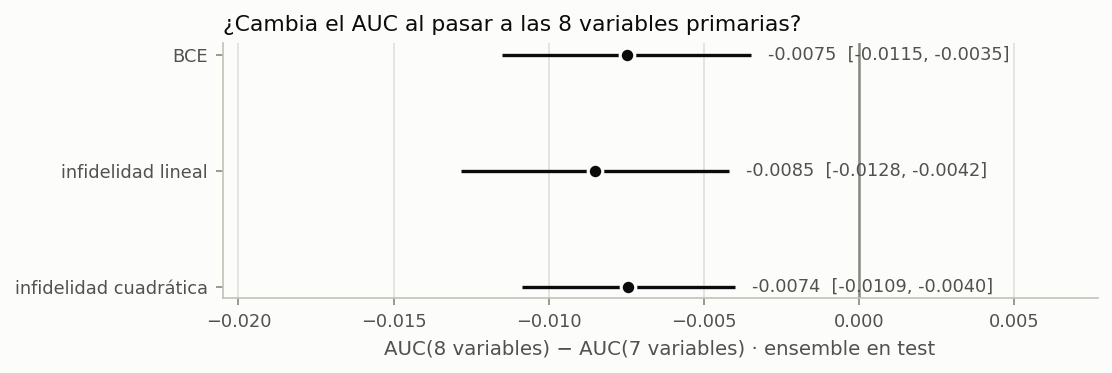 ¿Cambia el AUC al pasar a las 8 variables primarias?
BCE
-0.0075  [-0.0115, -0.0035]
infidelidad lineal
-0.0085  [-0.0128, -0.0042]
infidelidad cuadrática
-0.0074  [-0.0109, -0.0040]
−0.020
−0.015
−0.010
−0.005
0.000
0.005
AUC(8 variables) − AUC(7 variables) · ensemble en test